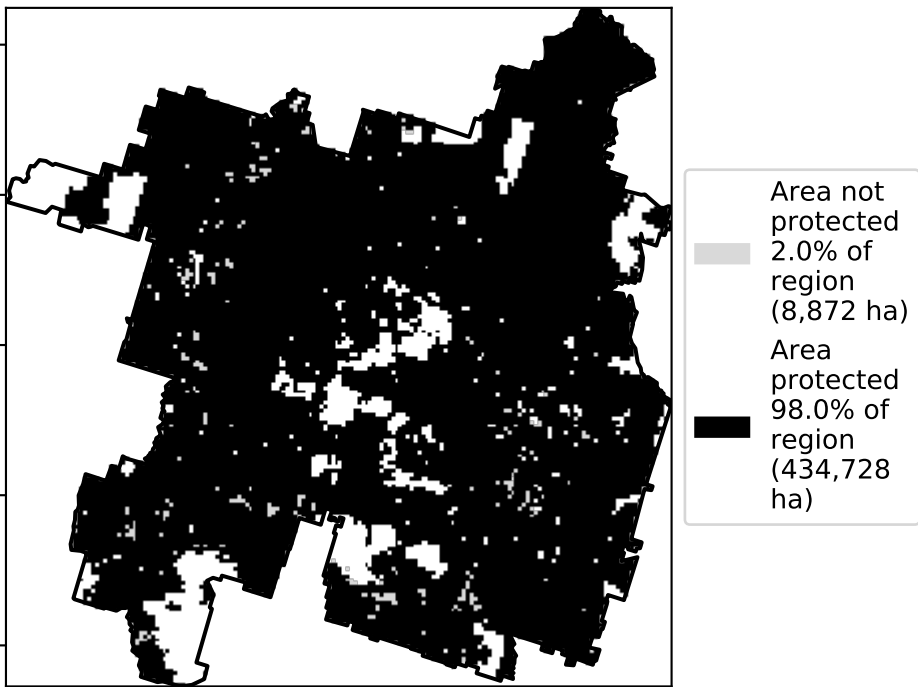 Area not
protected
2.0% of
region
(8,872 ha)
Area
protected
98.0% of
region
(434,728
ha)